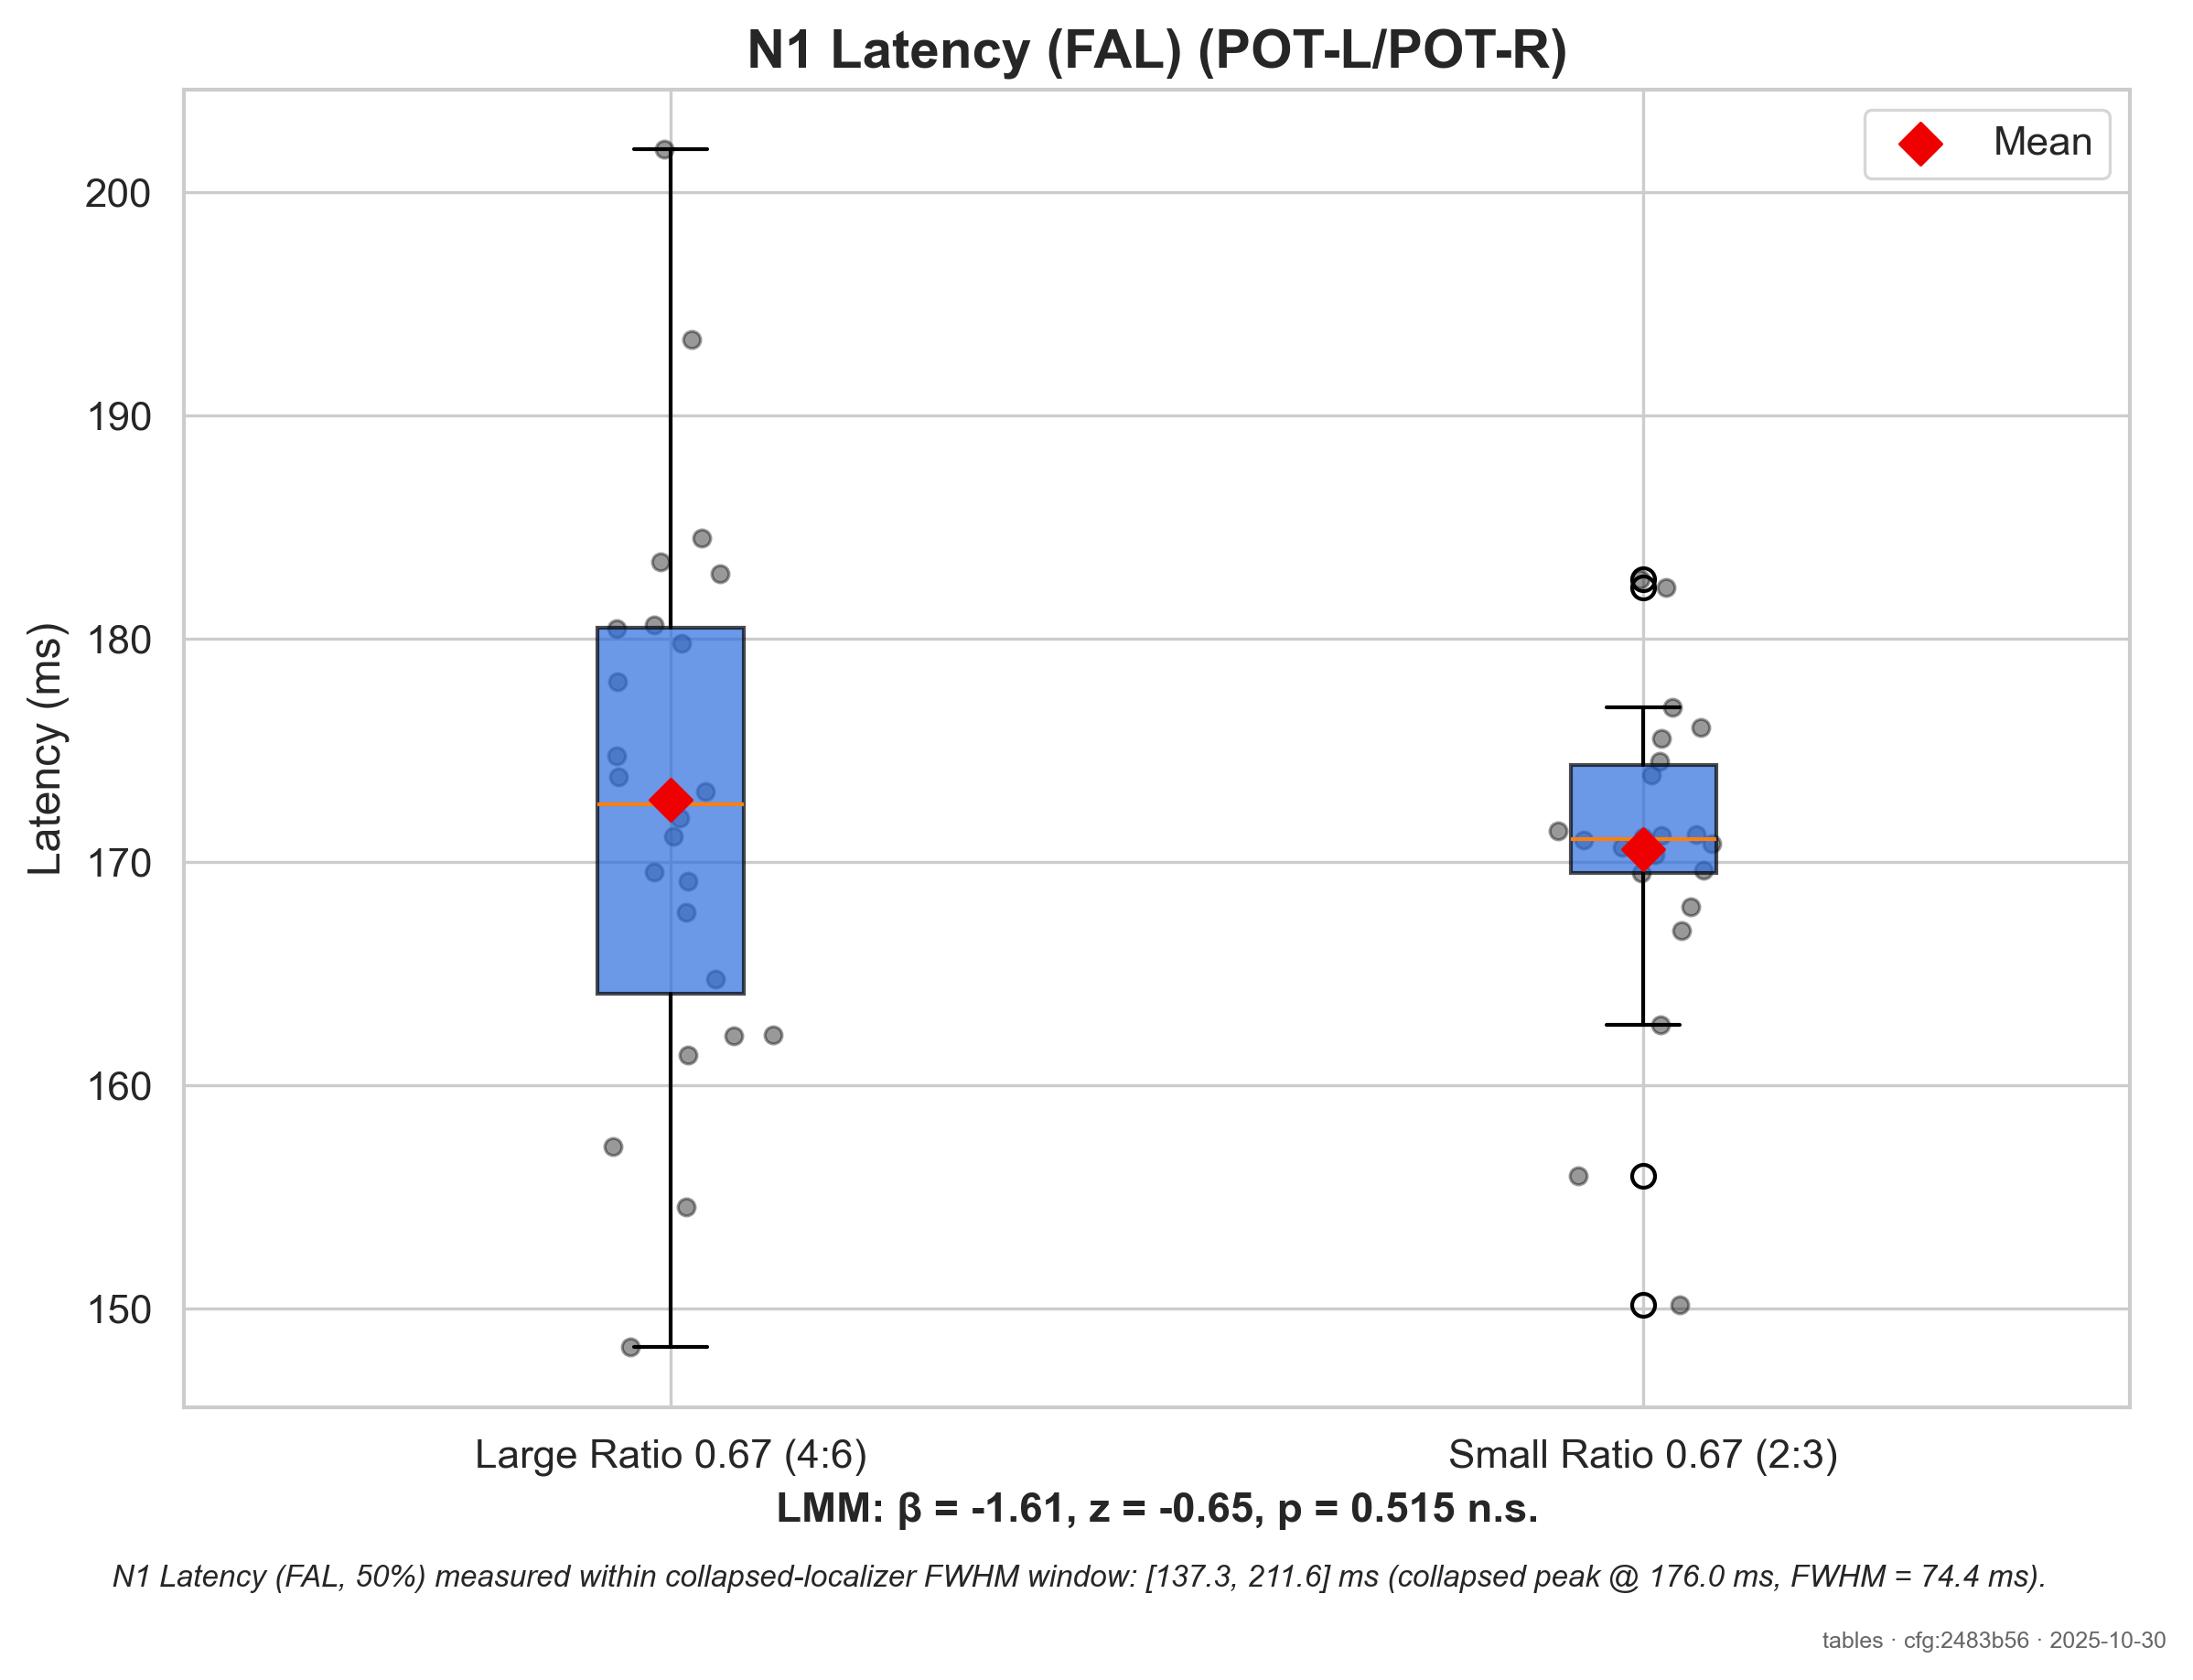 N1 Latency (FAL) (POT-L/POT-R)
Mean
Latency (ms)
200
190
180
170
160
150
Large Ratio 0.67 (4:6)
Small Ratio 0.67 (2:3)
LMM: β = -1.61, z = -0.65, p = 0.515 n.s.
N1 Latency (FAL, 50%) measured within collapsed-localizer FWHM window: [137.3, 211.6] ms (collapsed peak @ 176.0 ms, FWHM = 74.4 ms).
tables · cfg:2483b56 · 2025-10-30